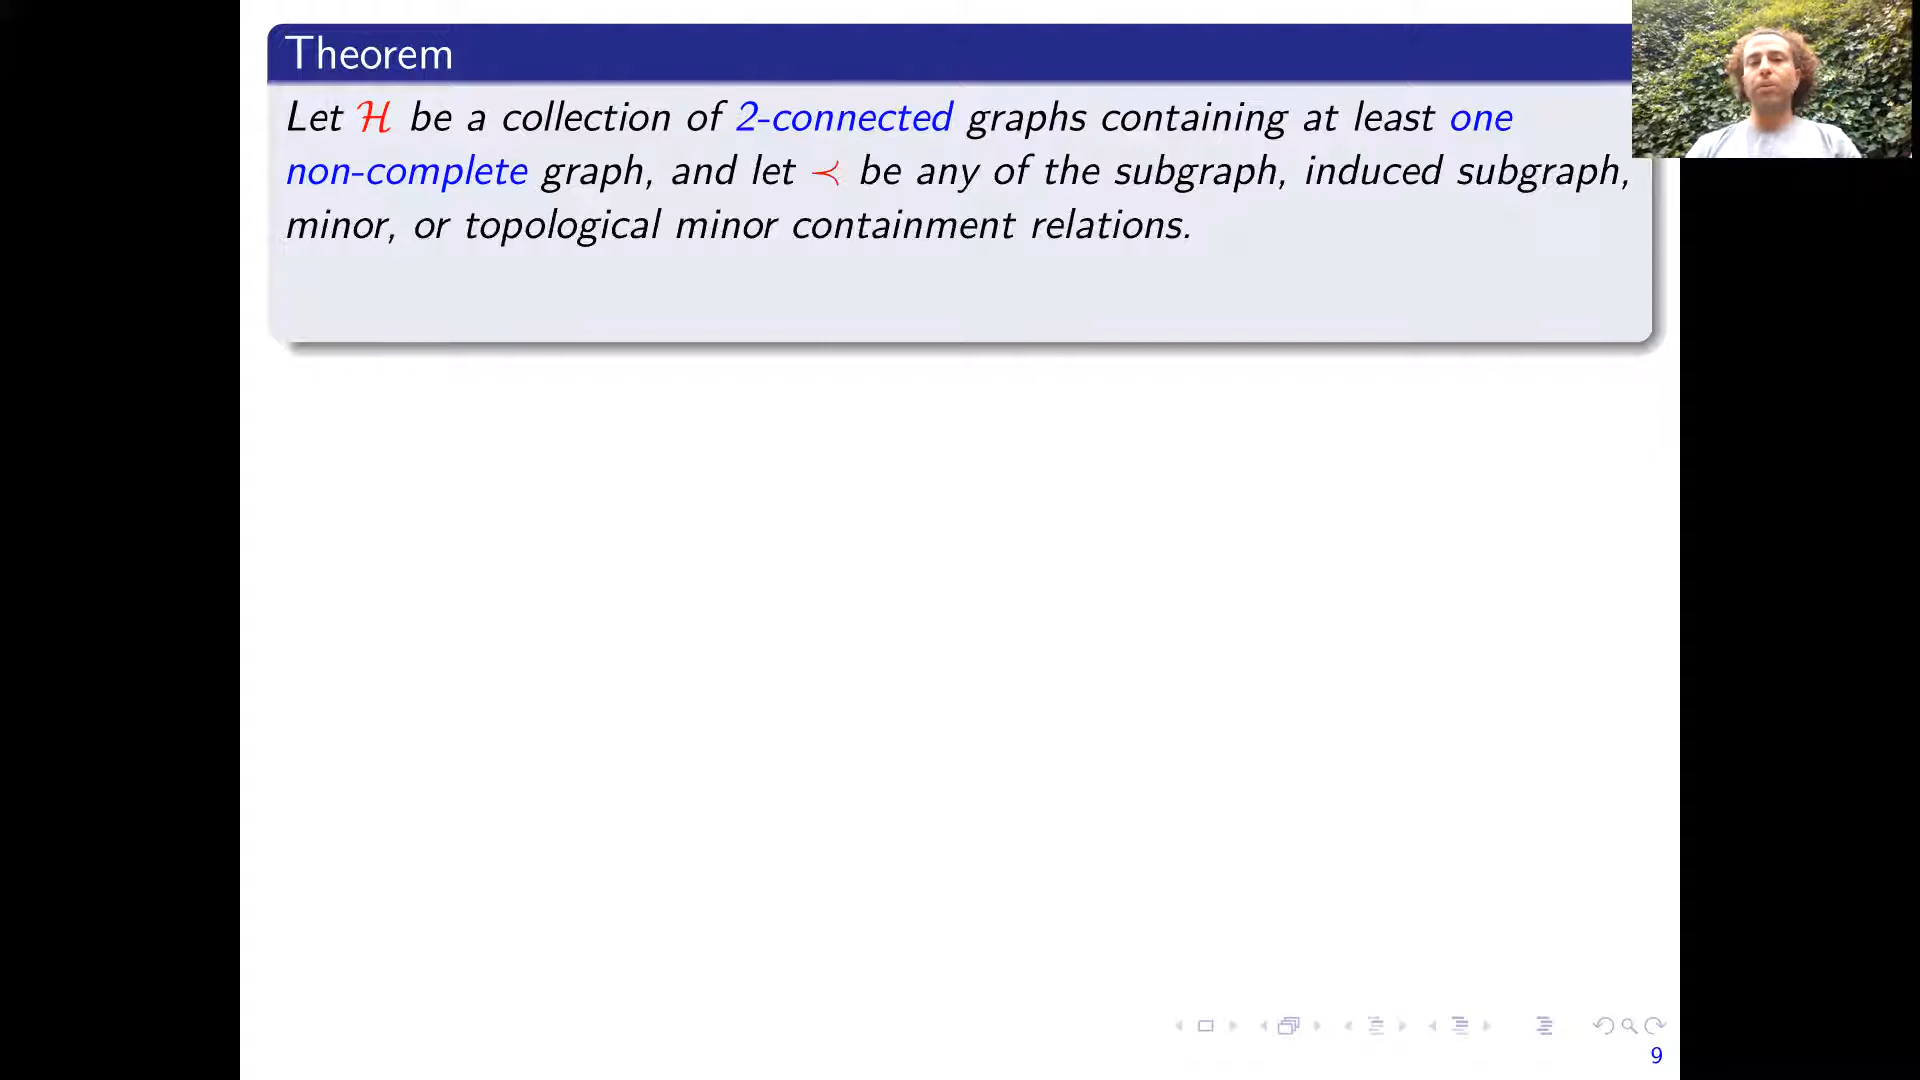 Theorem
Let ℋ be a collection of 2-connected graphs containing at least one
non-complete graph, and let ≺ be any of the subgraph, induced subgraph,
minor, or topological minor containment relations.
9